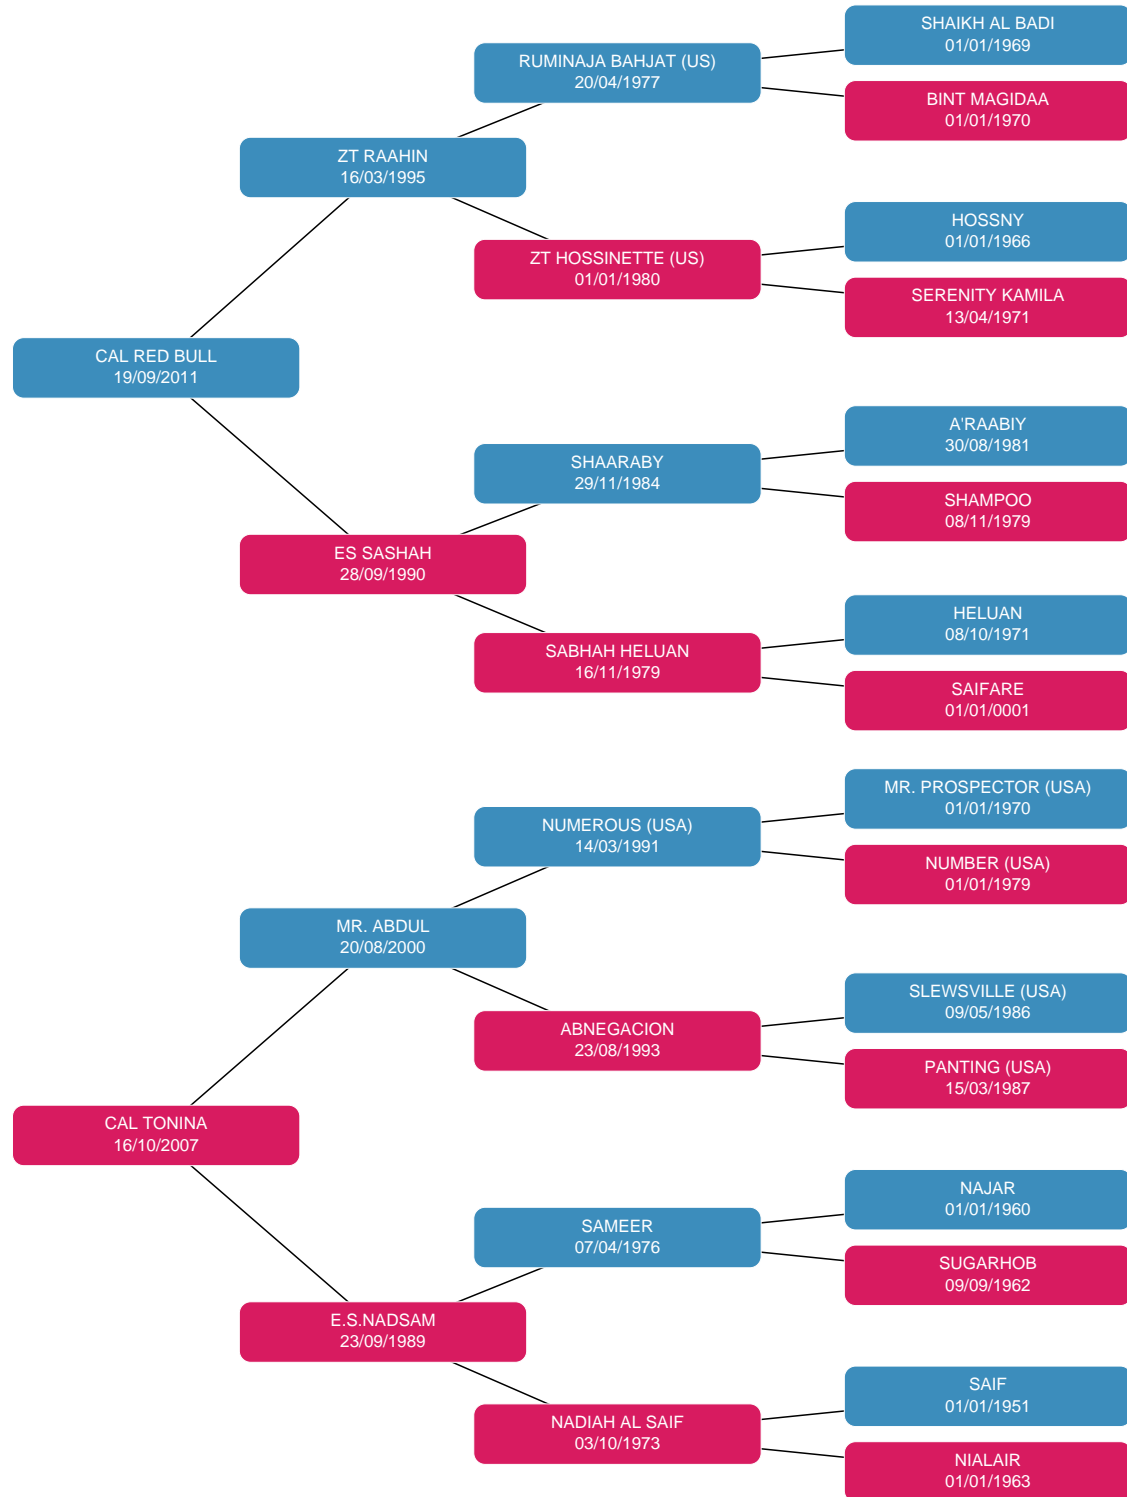 SHAIKH AL BADI
01/01/1969
RUMINAJA BAHJAT (US)
20/04/1977
BINT MAGIDAA
01/01/1970
ZT RAAHIN
16/03/1995
HOSSNY
01/01/1966
ZT HOSSINETTE (US)
01/01/1980
SERENITY KAMILA
13/04/1971
CAL RED BULL
19/09/2011
A'RAABIY
30/08/1981
SHAARABY
29/11/1984
SHAMPOO
08/11/1979
ES SASHAH
28/09/1990
HELUAN
08/10/1971
SABHAH HELUAN
16/11/1979
SAIFARE
01/01/0001
MR. PROSPECTOR (USA)
01/01/1970
NUMEROUS (USA)
14/03/1991
NUMBER (USA)
01/01/1979
MR. ABDUL
20/08/2000
SLEWSVILLE (USA)
09/05/1986
ABNEGACION
23/08/1993
PANTING (USA)
15/03/1987
CAL TONINA
16/10/2007
NAJAR
01/01/1960
SAMEER
07/04/1976
SUGARHOB
09/09/1962
E.S.NADSAM
23/09/1989
SAIF
01/01/1951
NADIAH AL SAIF
03/10/1973
NIALAIR
01/01/1963